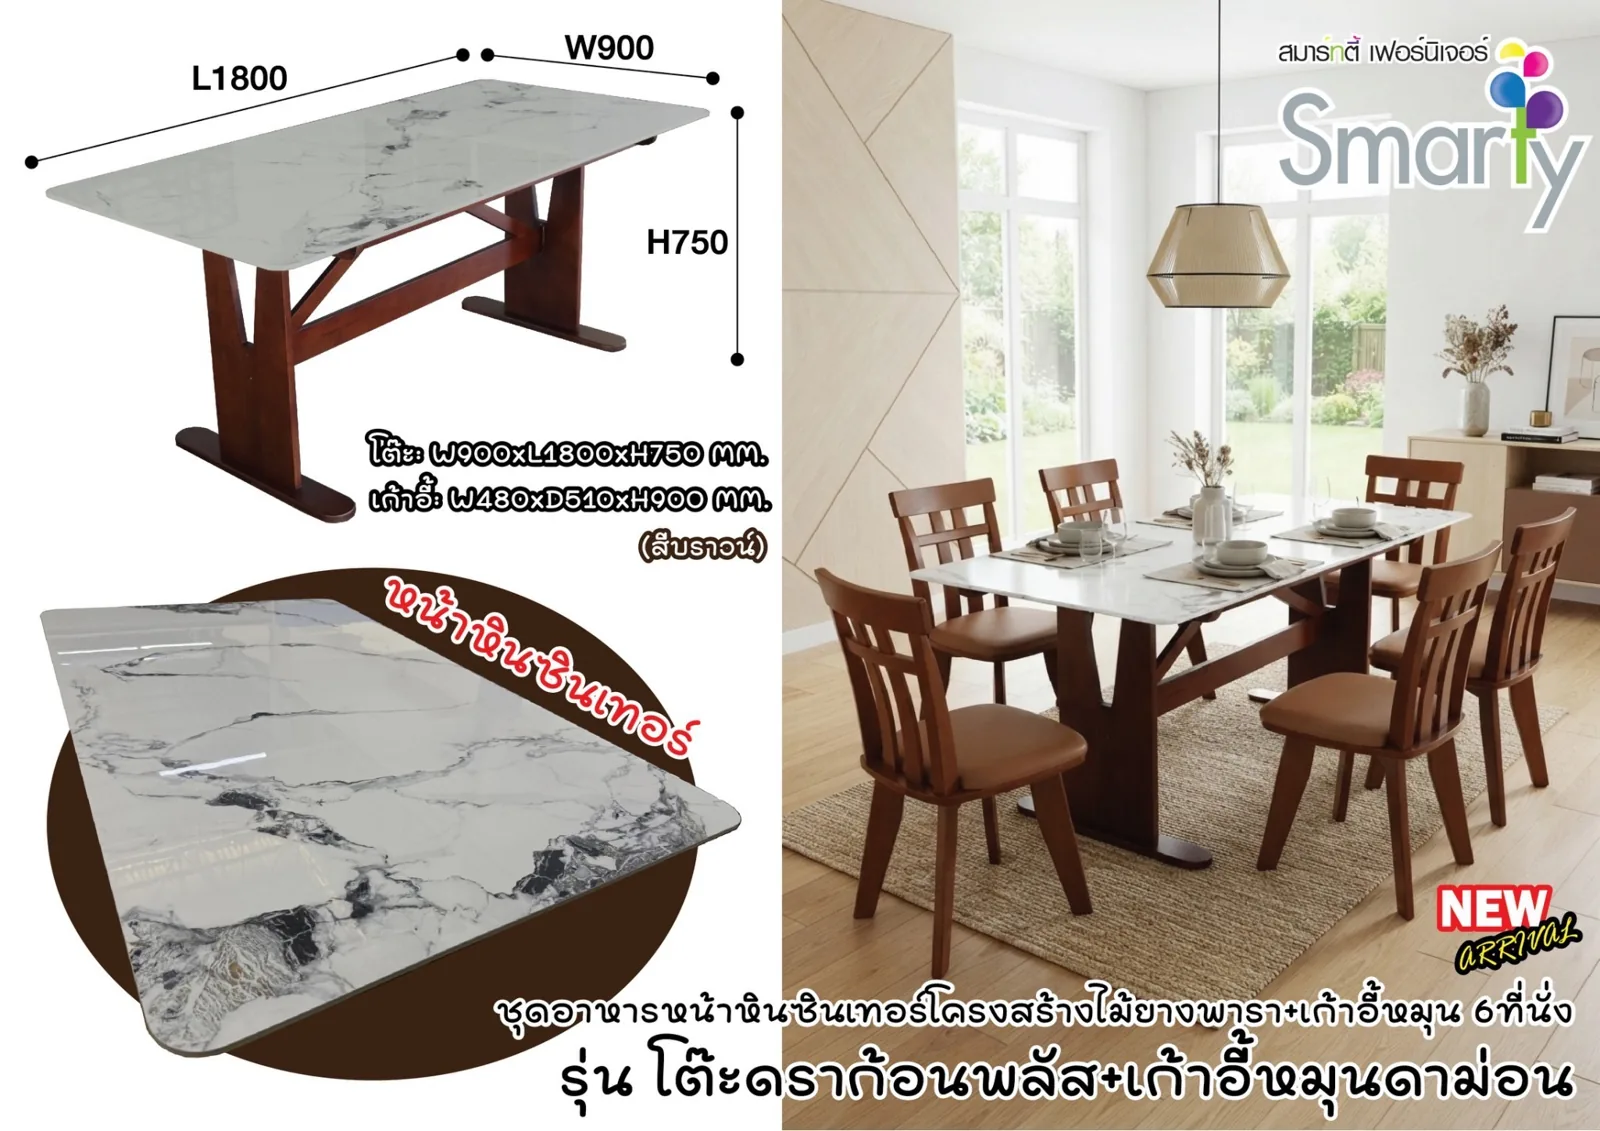 W900
L1800
H750
โต๊ะ: W900xL1800xH750 MM.
เก้าอี้: W480xD510xH900 MM.
(สีบราวน์)
หน้าหินซินเทอร์
สมาร์ทตี้ เฟอร์นิเจอร์
Smarty
NEW
ARRIVAL
ชุดอาหารหน้าหินซินเทอร์โครงสร้างไม้ยางพารา+เก้าอี้หมุน 6ที่นั่ง
รุ่น โต๊ะดราก้อนพลัส+เก้าอี้หมุนดาม่อน